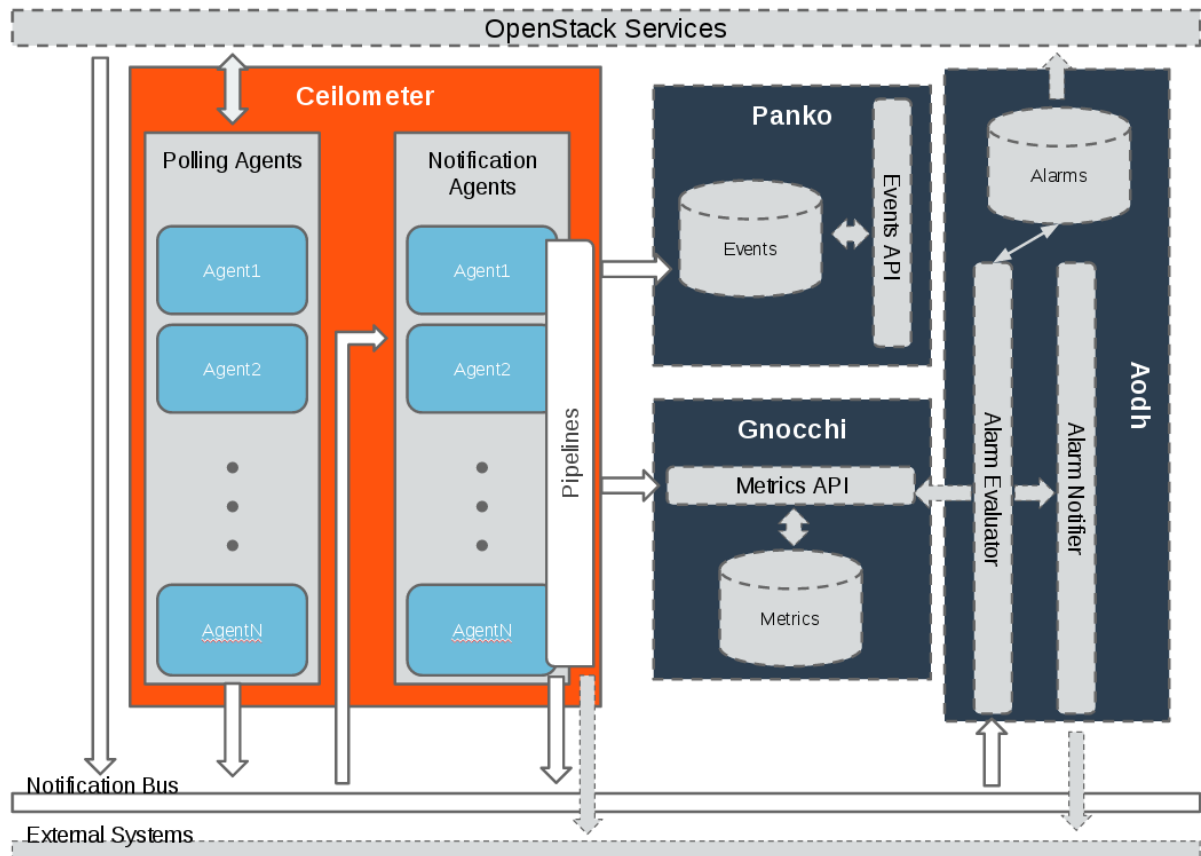 OpenStack Services
Ceilometer
Polling Agents
Agent1
Agent2
AgentN
Notification
Agents
Agent1
Agent2
AgentN
Pipelines
Panko
Events
Events API
Gnocchi
Metrics API
Metrics
Aodh
Alarms
Alarm Evaluator
Alarm Notifier
Notification Bus
External Systems